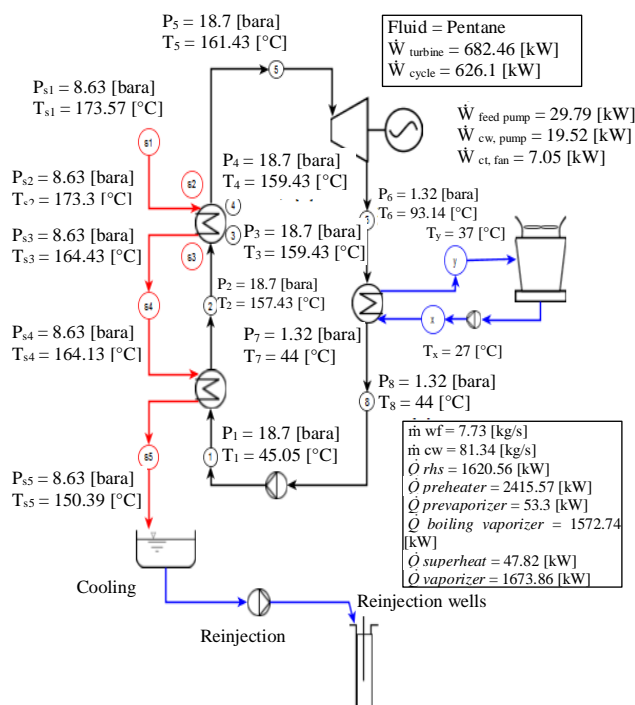 P5 = 18.7 [bara]
T5 = 161.43 [°C]
Fluid = Pentane
Ẇ turbine = 682.46 [kW]
Ẇ cycle = 626.1 [kW]
Ps1 = 8.63 [bara]
Ts1 = 173.57 [°C]
5
Ẇ feed pump = 29.79 [kW]
Ẇ cw, pump = 19.52 [kW]
Ẇ ct, fan = 7.05 [kW]
s1
Ps2 = 8.63 [bara]
Ts2 = 173.3 [°C]
s2
P4 = 18.7 [bara]
T4 = 159.43 [°C]
4
3
P6 = 1.32 [bara]
T6 = 93.14 [°C]
Ps3 = 8.63 [bara]
Ts3 = 164.43 [°C]
s3
P3 = 18.7 [bara]
T3 = 159.43 [°C]
Ty = 37 [°C]
y
s4
2
P2 = 18.7 [bara]
T2 = 157.43 [°C]
x
Tx = 27 [°C]
Ps4 = 8.63 [bara]
Ts4 = 164.13 [°C]
P7 = 1.32 [bara]
T7 = 44 [°C]
P8 = 1.32 [bara]
T8 = 44 [°C]
8
P1 = 18.7 [bara]
T1 = 45.05 [°C]
1
s5
Ps5 = 8.63 [bara]
Ts5 = 150.39 [°C]
ṁ wf = 7.73 [kg/s]
ṁ cw = 81.34 [kg/s]
Q̇ rhs = 1620.56 [kW]
Q̇ preheater = 2415.57 [kW]
Q̇ prevaporizer = 53.3 [kW]
Q̇ boiling vaporizer = 1572.74
[kW]
Q̇ superheat = 47.82 [kW]
Q̇ vaporizer = 1673.86 [kW]
Cooling
Reinjection wells
Reinjection